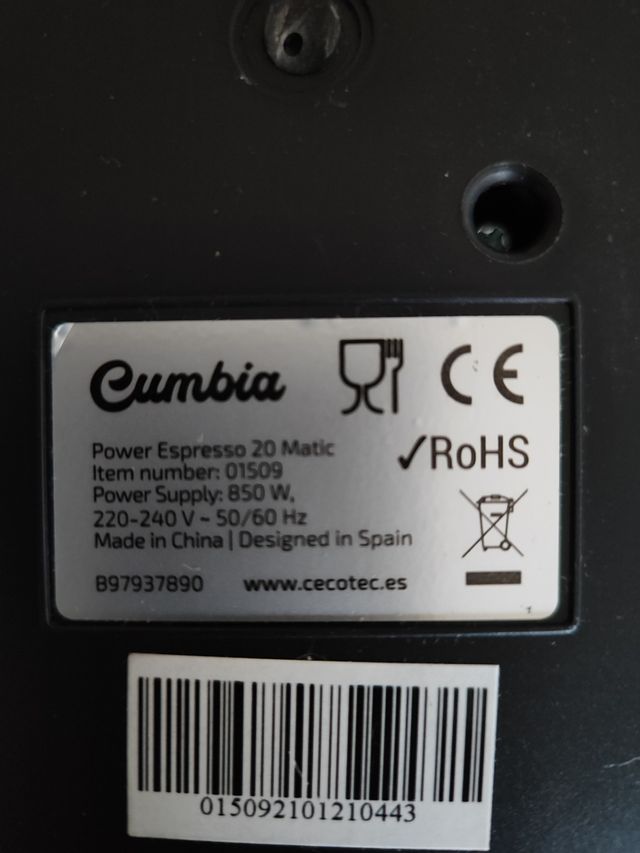 Cumbia
CE
Power Espresso 20 Matic
✓RoHS
Item number: 01509
Power Supply: 850 W,
220-240 V ~ 50/60 Hz
Made in China | Designed in Spain
B97937890 www.cecotec.es
015092101210443